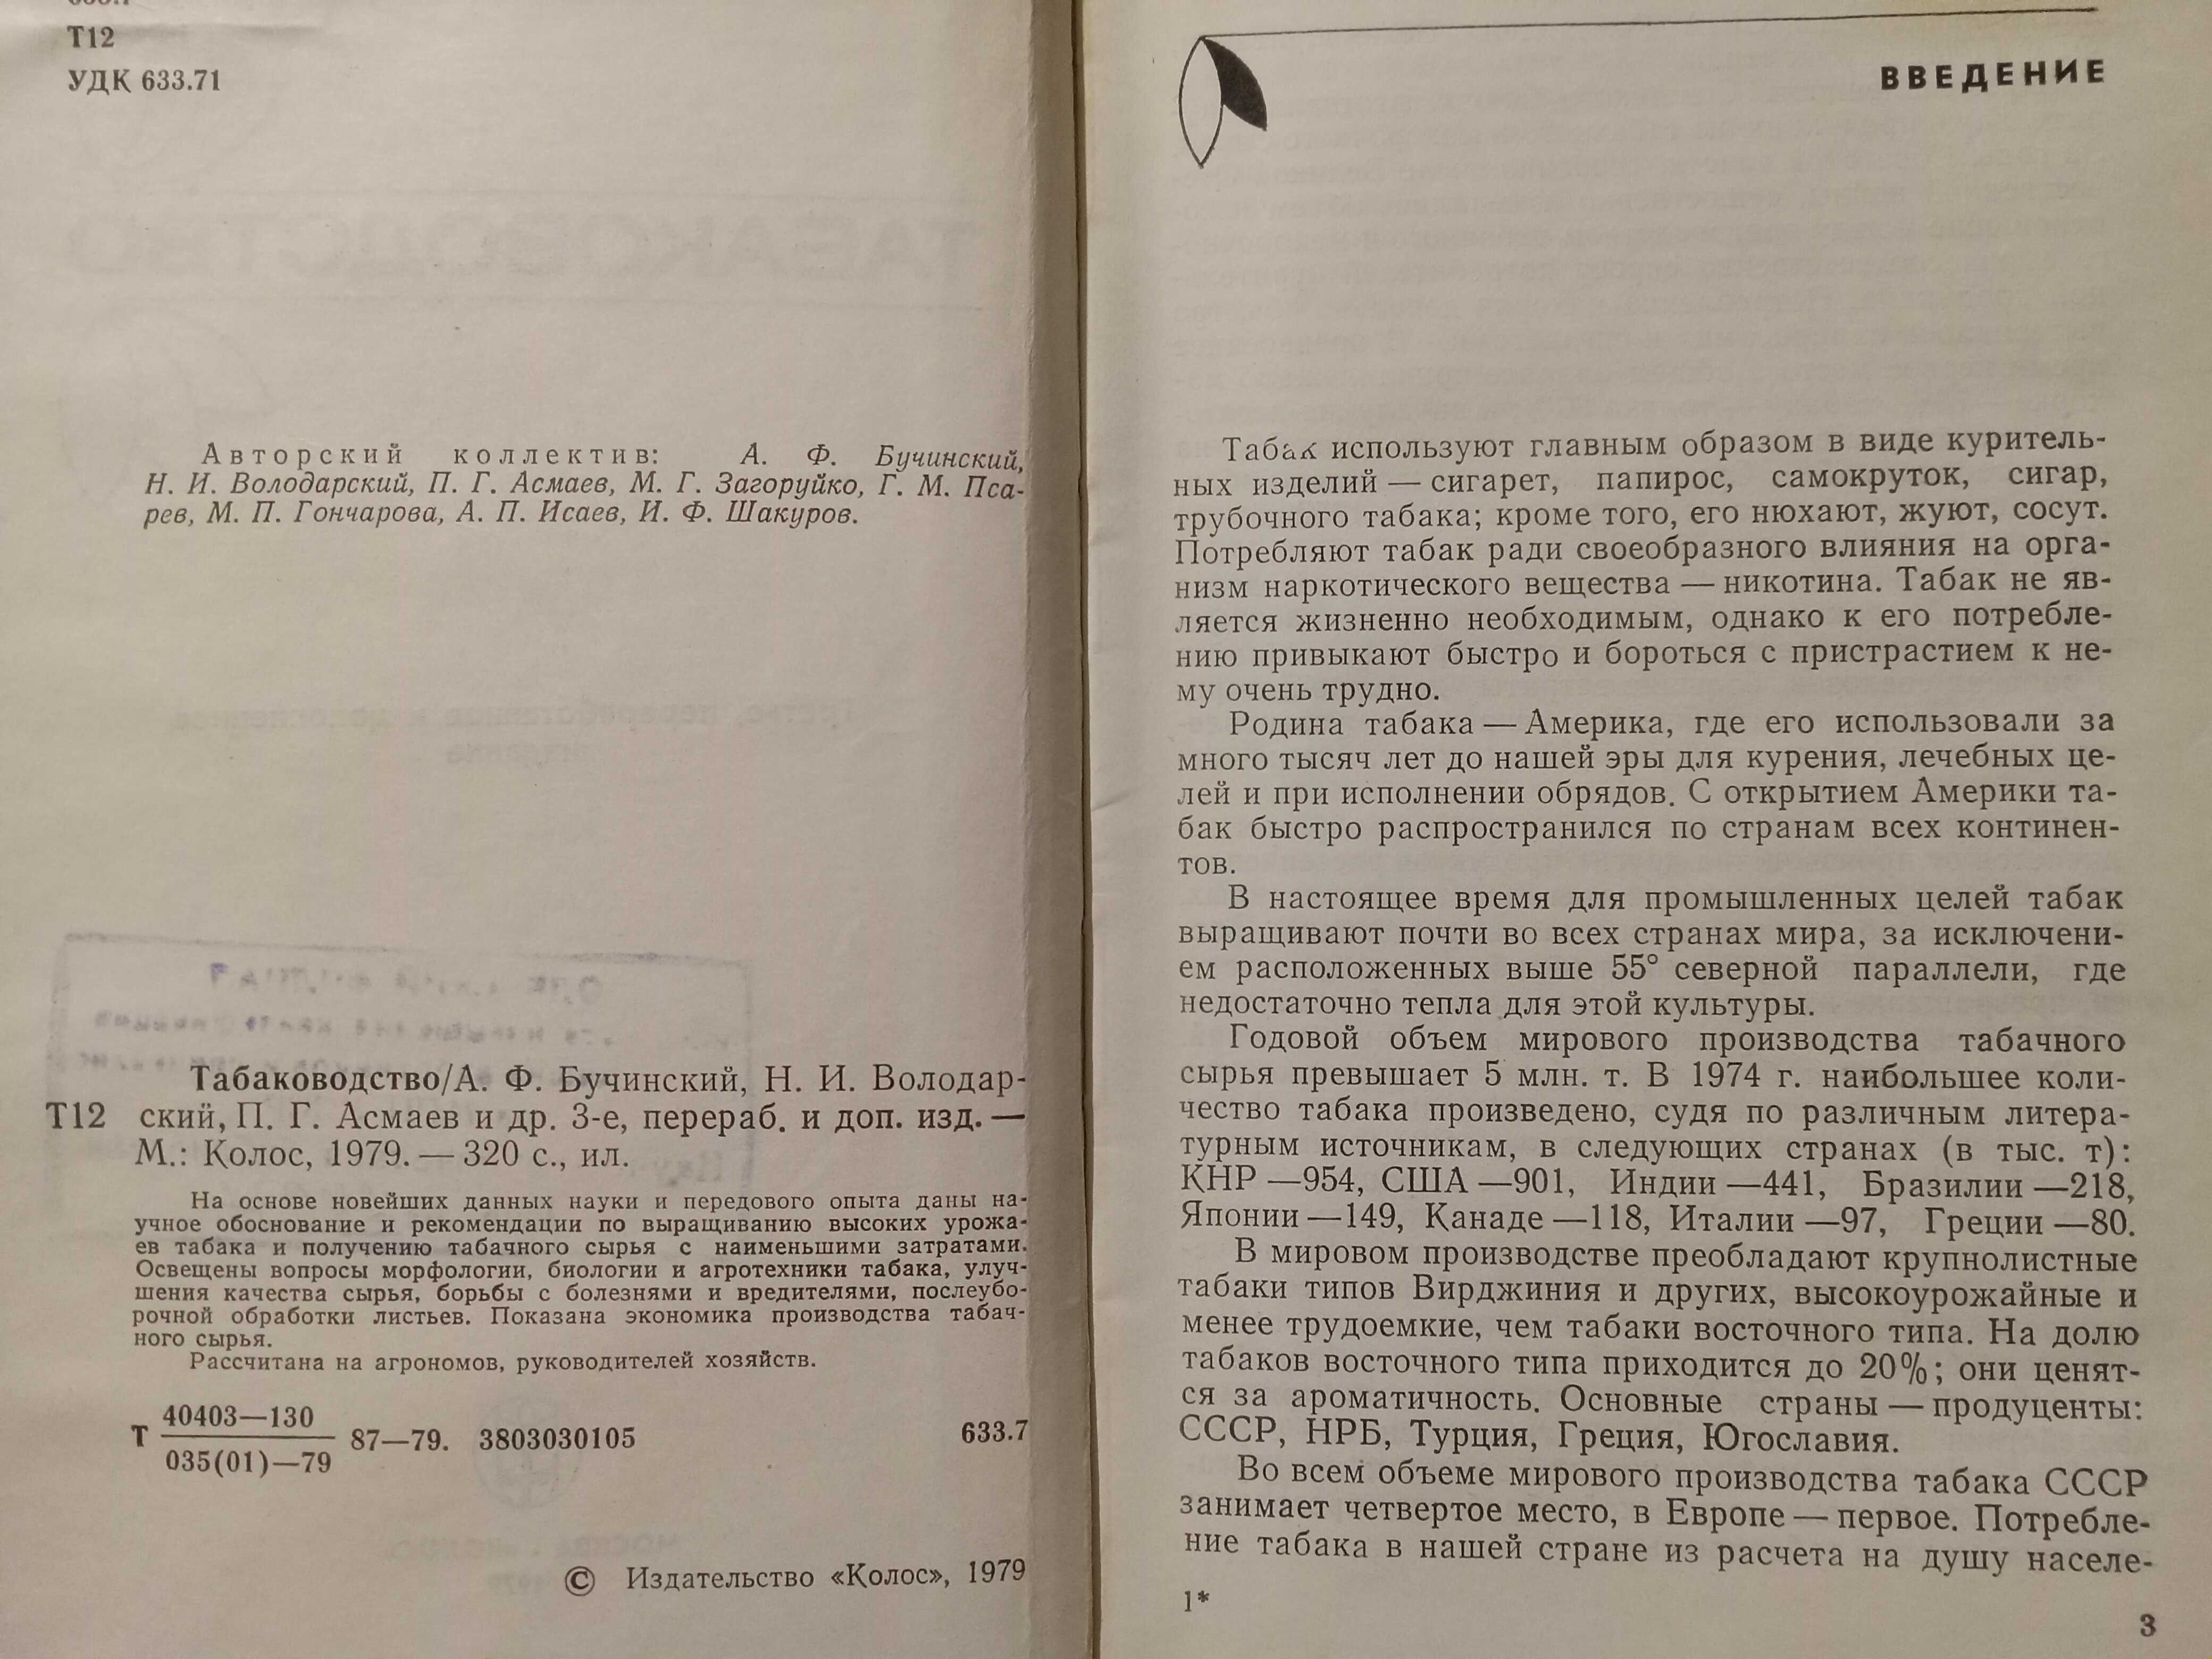 Т12
УДК 633.71
Авторский коллектив: А. Ф. Бучинский,
Н. И. Володарский, П. Г. Асмаев, М. Г. Загоруйко, Г. М. Пса-
рев, М. П. Гончарова, А. П. Исаев, И. Ф. Шакуров.
Табаководство/А. Ф. Бучинский, Н. И. Володар-
Т12 ский, П. Г. Асмаев и др. 3-е, перераб. и доп. изд. —
М.: Колос, 1979. — 320 с., ил.
На основе новейших данных науки и передового опыта даны на-
учное обоснование и рекомендации по выращиванию высоких урожа-
ев табака и получению табачного сырья с наименьшими затратами.
Освещены вопросы морфологии, биологии и агротехники табака, улуч-
шения качества сырья, борьбы с болезнями и вредителями, послеубо-
рочной обработки листьев. Показана экономика производства табач-
ного сырья.
Рассчитана на агрономов, руководителей хозяйств.
40403—130
Т 87—79. 3803030105 633.7
035(01)—79
© Издательство «Колос», 1979
ВВЕДЕНИЕ
Табак используют главным образом в виде куритель-
ных изделий — сигарет, папирос, самокруток, сигар,
трубочного табака; кроме того, его нюхают, жуют, сосут.
Потребляют табак ради своеобразного влияния на орга-
низм наркотического вещества — никотина. Табак не яв-
ляется жизненно необходимым, однако к его потребле-
нию привыкают быстро и бороться с пристрастием к не-
му очень трудно.
Родина табака — Америка, где его использовали за
много тысяч лет до нашей эры для курения, лечебных це-
лей и при исполнении обрядов. С открытием Америки та-
бак быстро распространился по странам всех континен-
тов.
В настоящее время для промышленных целей табак
выращивают почти во всех странах мира, за исключени-
ем расположенных выше 55° северной параллели, где
недостаточно тепла для этой культуры.
Годовой объем мирового производства табачного
сырья превышает 5 млн. т. В 1974 г. наибольшее коли-
чество табака произведено, судя по различным литера-
турным источникам, в следующих странах (в тыс. т):
КНР —954, США —901, Индии —441, Бразилии —218,
Японии —149, Канаде —118, Италии —97, Греции —80.
В мировом производстве преобладают крупнолистные
табаки типов Вирджиния и других, высокоурожайные и
менее трудоемкие, чем табаки восточного типа. На долю
табаков восточного типа приходится до 20%; они ценят-
ся за ароматичность. Основные страны — продуценты:
СССР, НРБ, Турция, Греция, Югославия.
Во всем объеме мирового производства табака СССР
занимает четвертое место, в Европе — первое. Потребле-
ние табака в нашей стране из расчета на душу населе-
1*
3